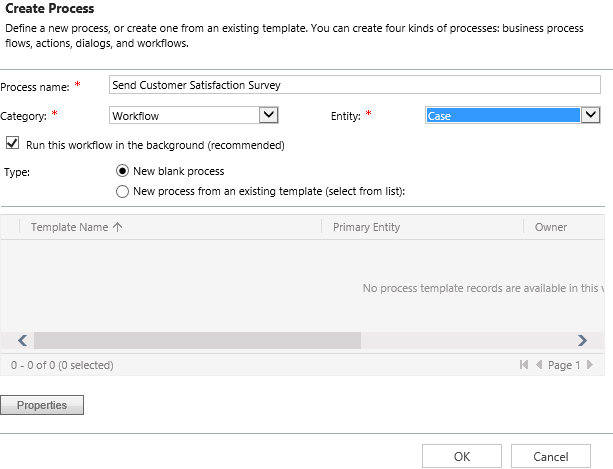 Create Process
Define a new process, or create one from an existing template. You can create four kinds of processes: business process
flows, actions, dialogs, and workflows.
Process name: * Send Customer Satisfaction Survey
Category: * Workflow Entity: * Case
Run this workflow in the background (recommended)
Type: New blank process
New process from an existing template (select from list):
Template Name Primary Entity Owner
No process template records are available in this
0 - 0 of 0 (0 selected) Page 1
Properties
OK Cancel